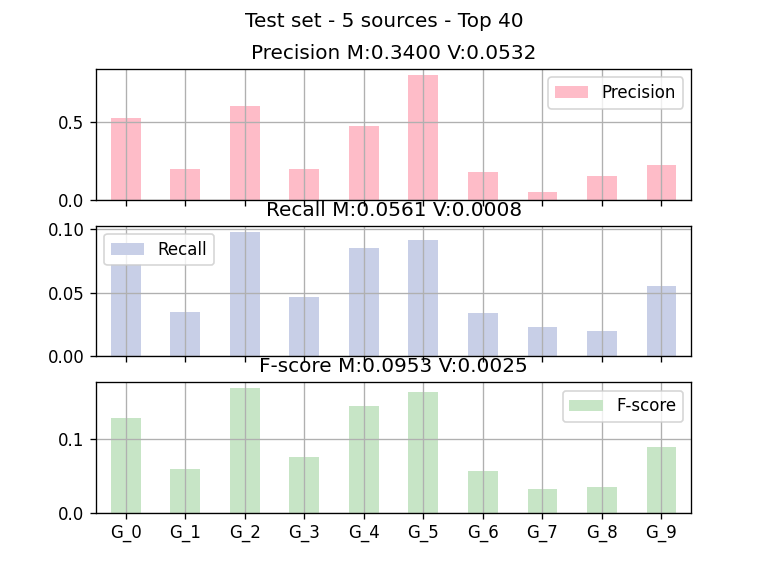 Test set - 5 sources - Top 40
Precision M:0.3400 V:0.0532
Precision
0.5
0.0
Recall M:0.0561 V:0.0008
0.10
Recall
0.05
0.00
F-score M:0.0953 V:0.0025
F-score
0.1
0.0
G_0 G_1 G_2 G_3 G_4 G_5 G_6 G_7 G_8 G_9